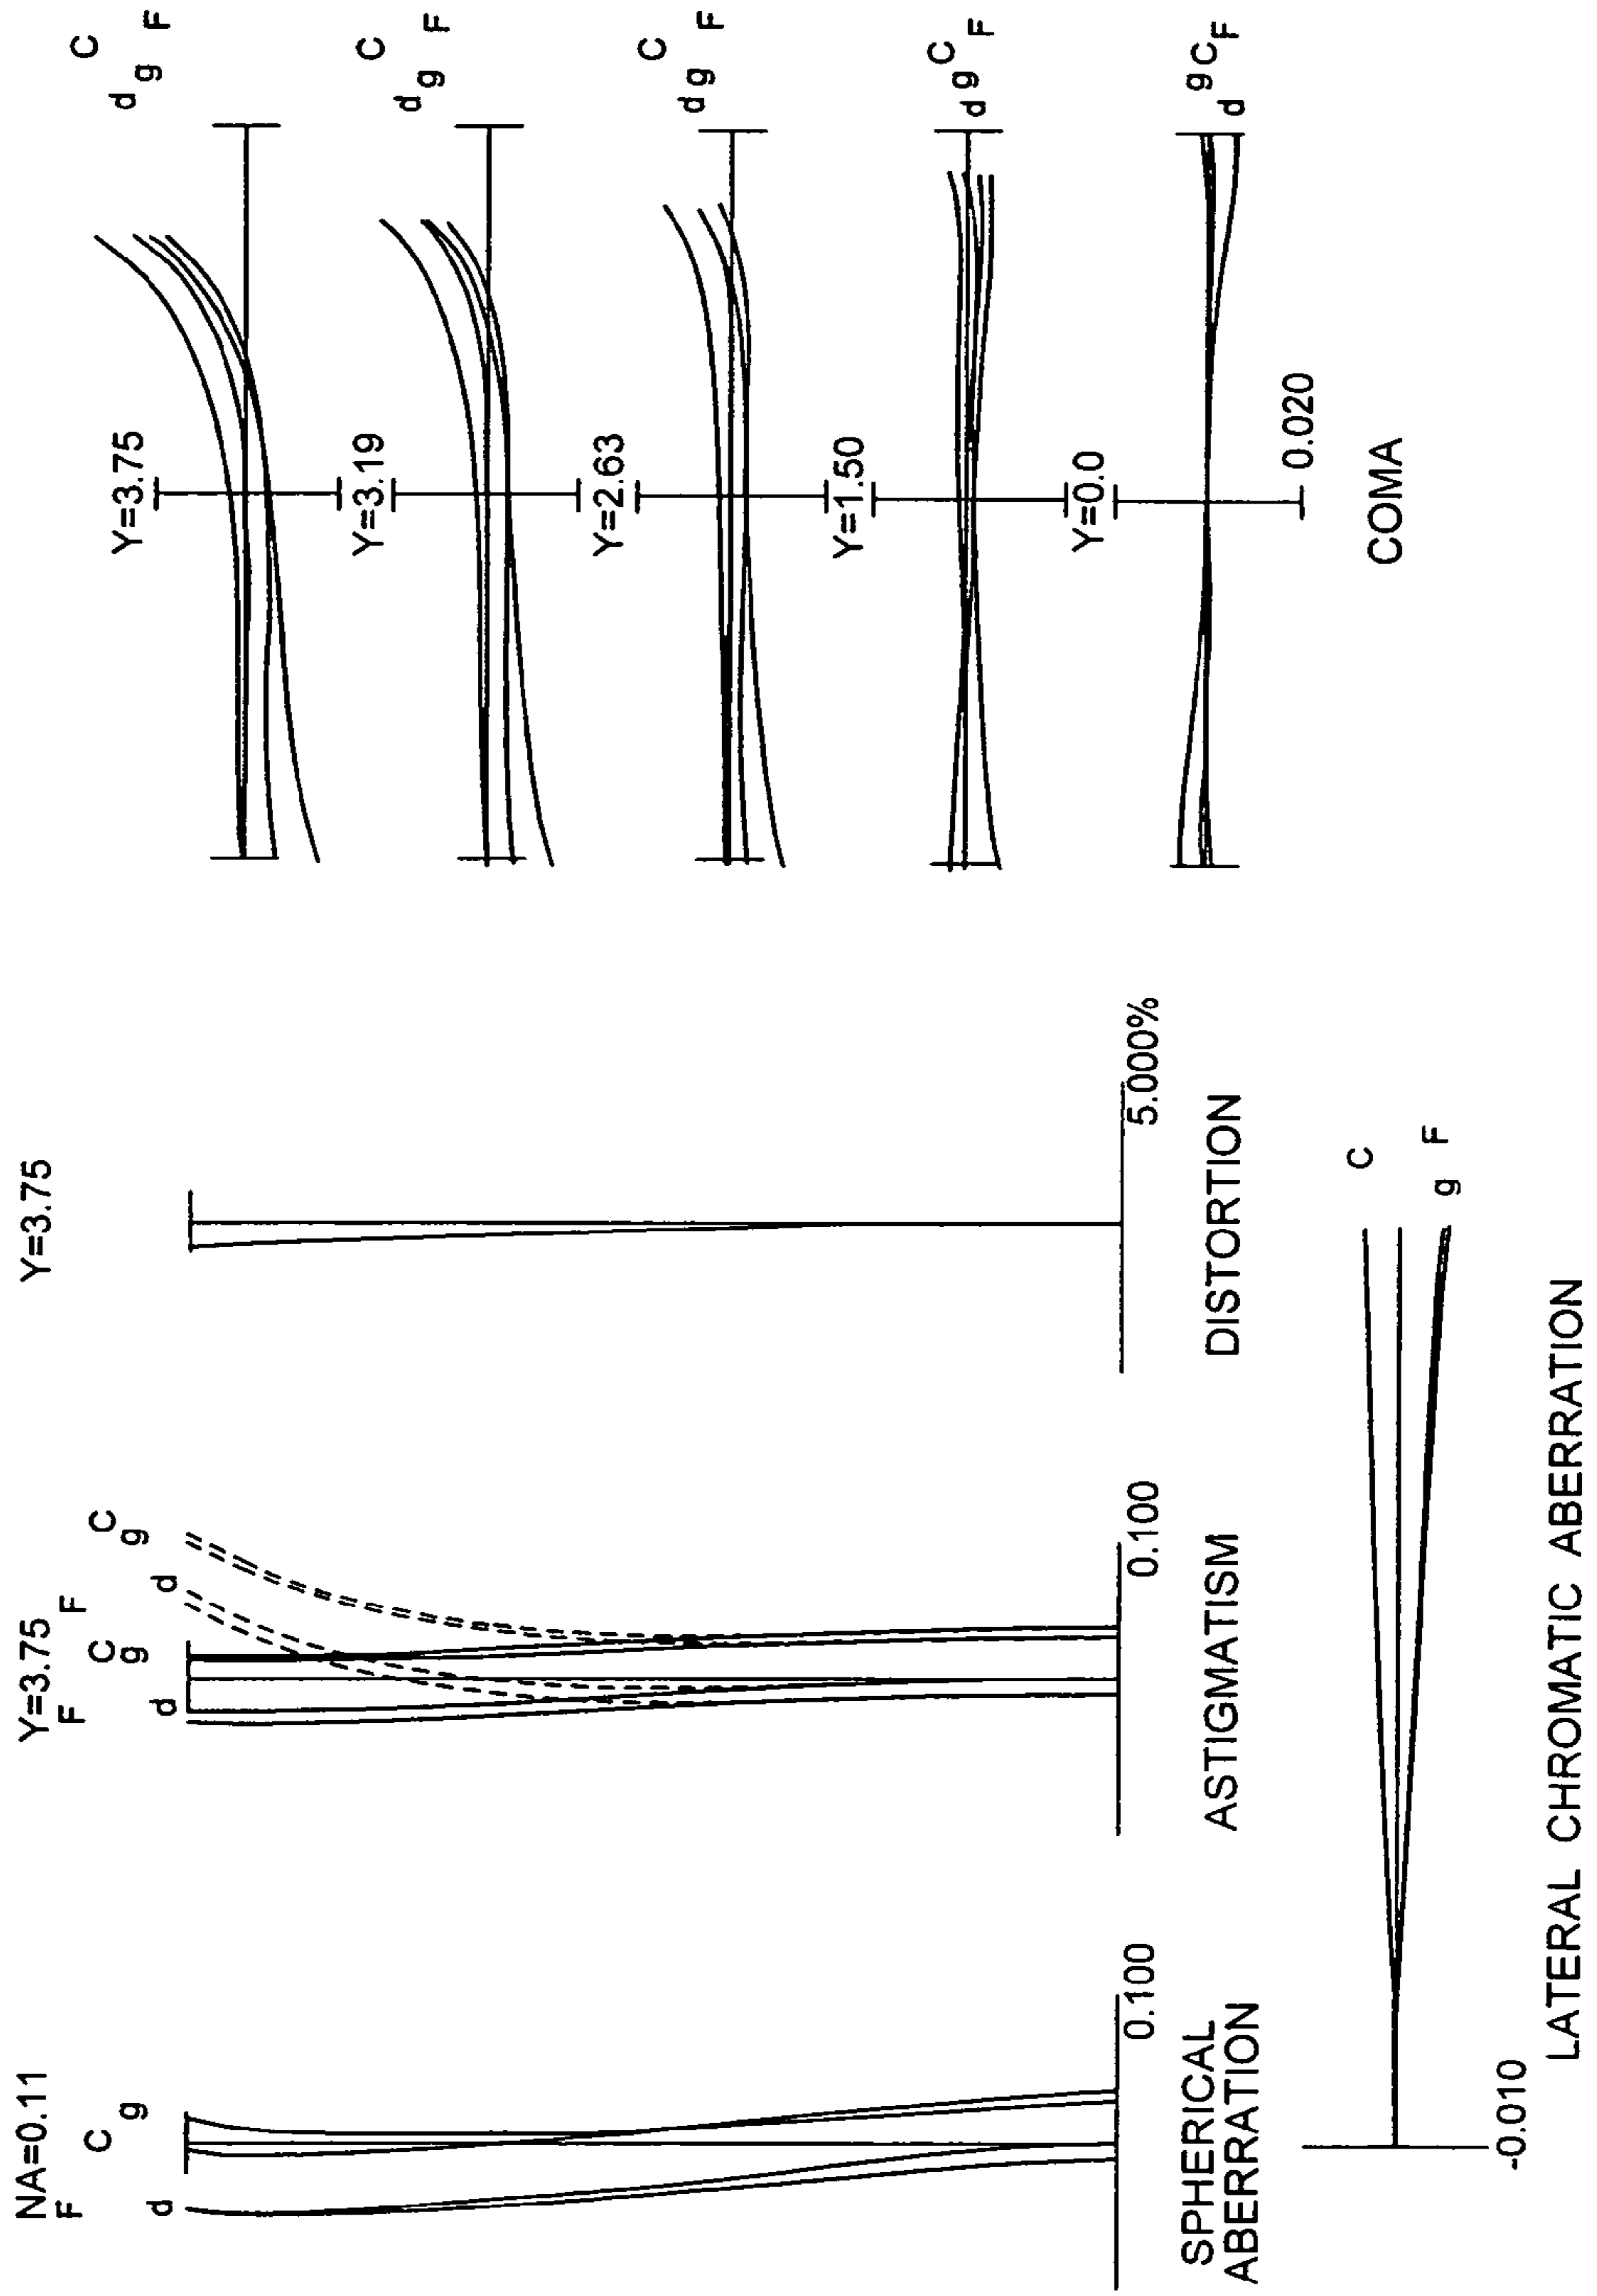 NA=0.11
F
C
g
d
0.100
SPHERICAL
ABERRATION
Y=3.75
F
F
C
g
d
C
g
d
0.100
ASTIGMATISM
Y=3.75
5.000%
DISTORTION
Y=3.75
C
d
g
F
Y=3.19
C
d
g
F
Y=2.63
C
d
g
F
Y=1.50
C
g
d
F
Y=0.0
g
C
F
d
0.020
COMA
C
F
g
-0.010
LATERAL CHROMATIC ABERRATION